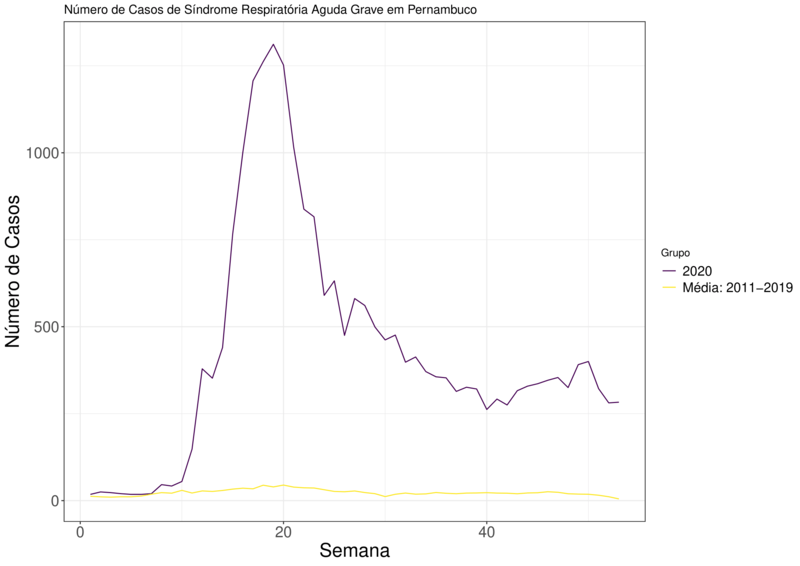 Número de Casos de Síndrome Respiratória Aguda Grave em Pernambuco
Número de Casos
1000
500
0
0 20 40
Semana
Grupo
2020
Média: 2011−2019